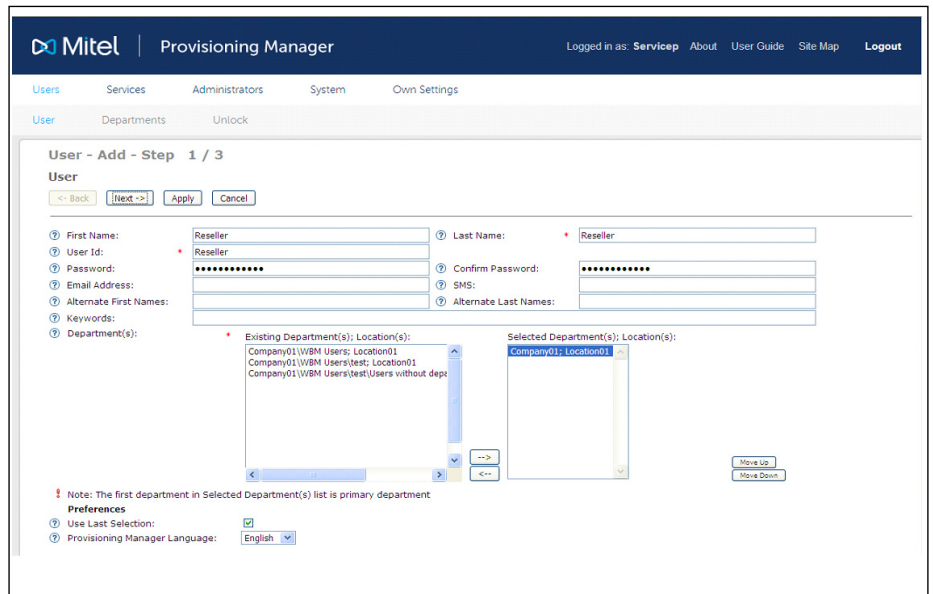 Mitel | Provisioning Manager
Logged in as: Servicep About User Guide Site Map Logout
Users Services Administrators System Own Settings
User Departments Unlock
User - Add - Step 1 / 3
User
<- Back Next -> Apply Cancel
First Name: Reseller Last Name: * Reseller
User Id: * Reseller
Password: •••••••••••• Confirm Password: ••••••••••••
Email Address: SMS:
Alternate First Names: Alternate Last Names:
Keywords:
Department(s): * Existing Department(s); Location(s): Selected Department(s); Location(s):
Company01\WBM Users; Location01 Company01; Location01
Company01\WBM Users\test; Location01
Company01\WBM Users\test\Users without depa
-->
<--
Move Up
Move Down
! Note: The first department in Selected Department(s) list is primary department
Preferences
Use Last Selection:
Provisioning Manager Language: English